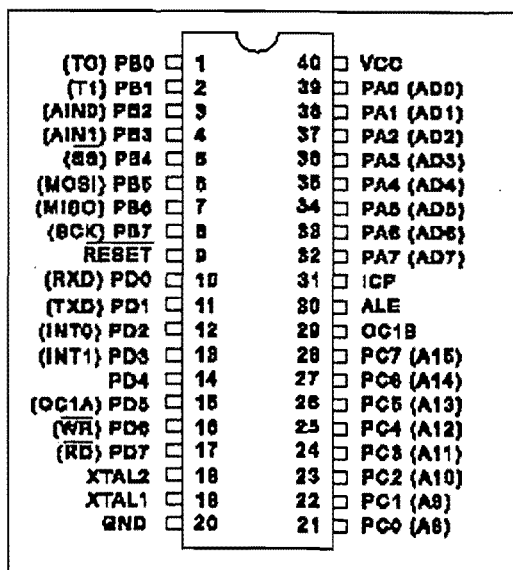 (T0) PB0 1 40 VCC
(T1) PB1 2 39 PA0 (AD0)
(AIN0) PB2 3 38 PA1 (AD1)
(AIN1) PB3 4 37 PA2 (AD2)
(SS) PB4 5 36 PA3 (AD3)
(MOSI) PB5 6 35 PA4 (AD4)
(MISO) PB6 7 34 PA5 (AD5)
(SCK) PB7 8 33 PA6 (AD6)
RESET 9 32 PA7 (AD7)
(RXD) PD0 10 31 ICP
(TXD) PD1 11 30 ALE
(INT0) PD2 12 29 OC1B
(INT1) PD3 13 28 PC7 (A15)
PD4 14 27 PC6 (A14)
(OC1A) PD5 15 26 PC5 (A13)
(WR) PD6 16 25 PC4 (A12)
(RD) PD7 17 24 PC3 (A11)
XTAL2 18 23 PC2 (A10)
XTAL1 19 22 PC1 (A9)
GND 20 21 PC0 (A8)